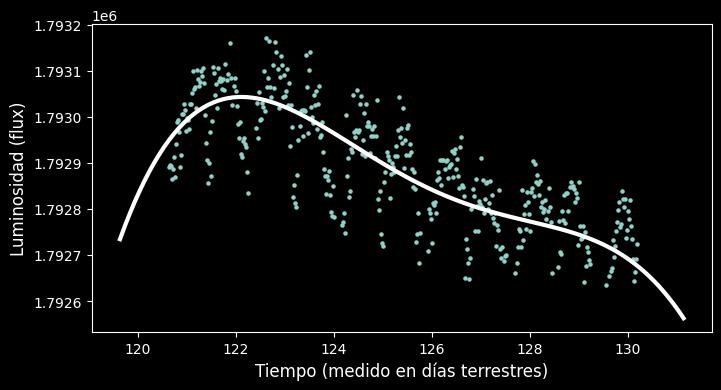 1e6
1.7932
1.7931
1.7930
1.7929
1.7928
1.7927
1.7926
Luminosidad (flux)
120 122 124 126 128 130
Tiempo (medido en días terrestres)